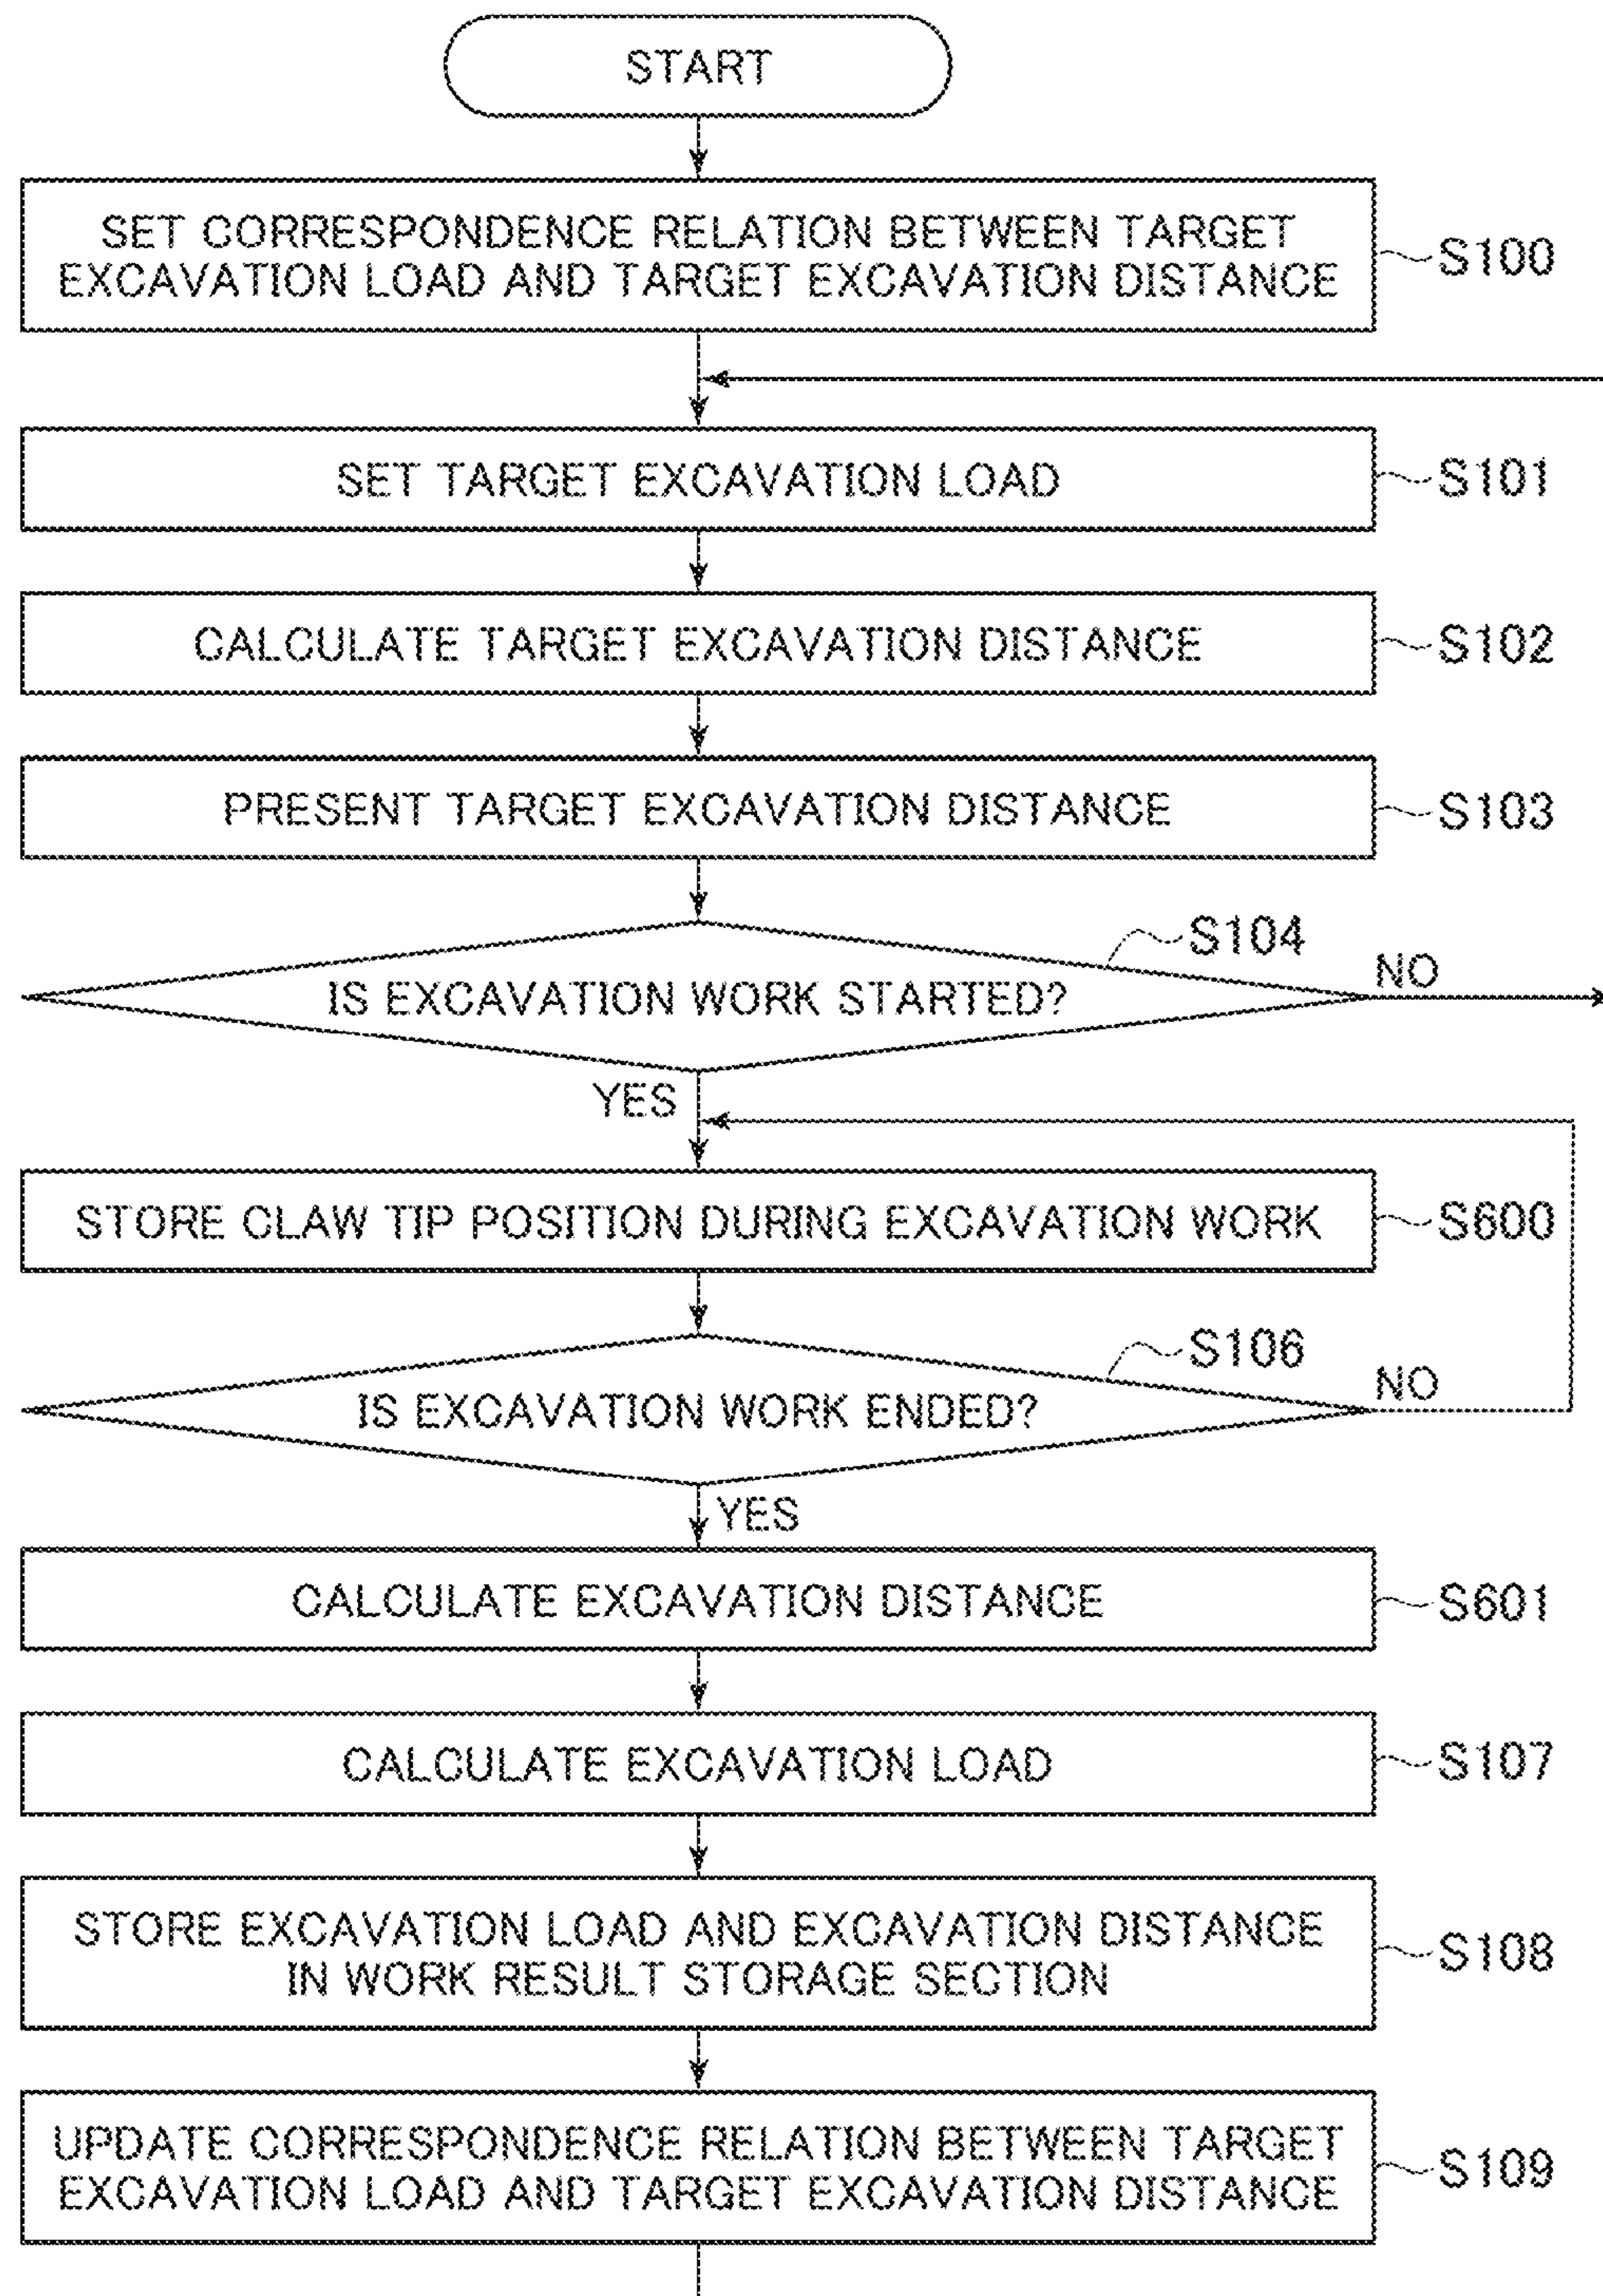 START
SET CORRESPONDENCE RELATION BETWEEN TARGET
EXCAVATION LOAD AND TARGET EXCAVATION DISTANCE
S100
SET TARGET EXCAVATION LOAD
S101
CALCULATE TARGET EXCAVATION DISTANCE
S102
PRESENT TARGET EXCAVATION DISTANCE
S103
S104
IS EXCAVATION WORK STARTED?
NO
YES
STORE CLAW TIP POSITION DURING EXCAVATION WORK
S600
S106
IS EXCAVATION WORK ENDED?
NO
YES
CALCULATE EXCAVATION DISTANCE
S601
CALCULATE EXCAVATION LOAD
S107
STORE EXCAVATION LOAD AND EXCAVATION DISTANCE
IN WORK RESULT STORAGE SECTION
S108
UPDATE CORRESPONDENCE RELATION BETWEEN TARGET
EXCAVATION LOAD AND TARGET EXCAVATION DISTANCE
S109